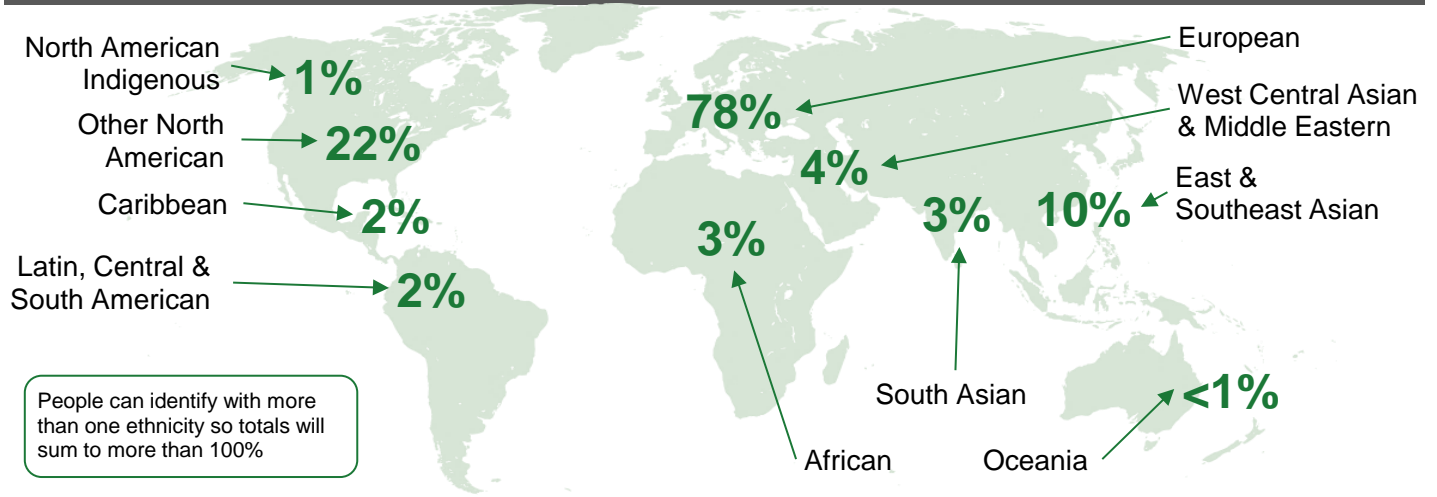 North American
Indigenous
1%
Other North
American
22%
Caribbean
2%
Latin, Central &
South American
2%
European
78%
West Central Asian
& Middle Eastern
4%
East &
Southeast Asian
10%
3%
South Asian
3%
African
<1%
Oceania
People can identify with more
than one ethnicity so totals will
sum to more than 100%